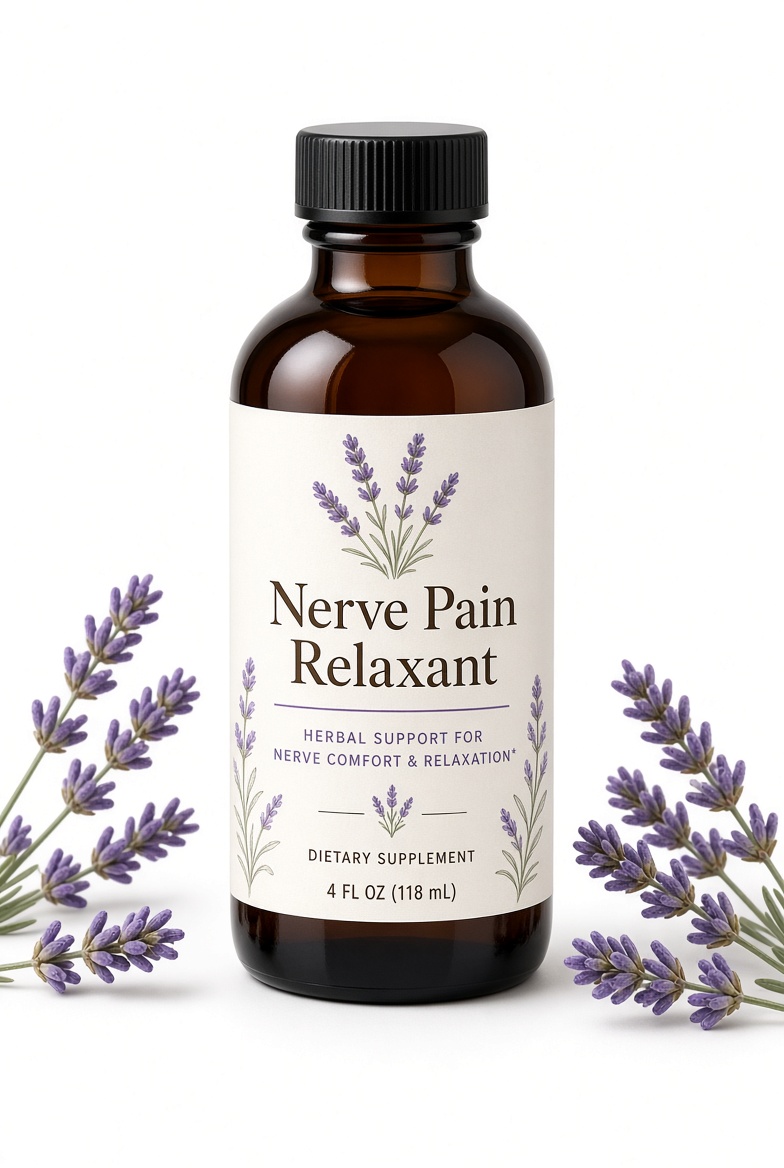 Nerve Pain
Relaxant
HERBAL SUPPORT FOR
NERVE COMFORT & RELAXATION*
DIETARY SUPPLEMENT
4 FL OZ (118 mL)